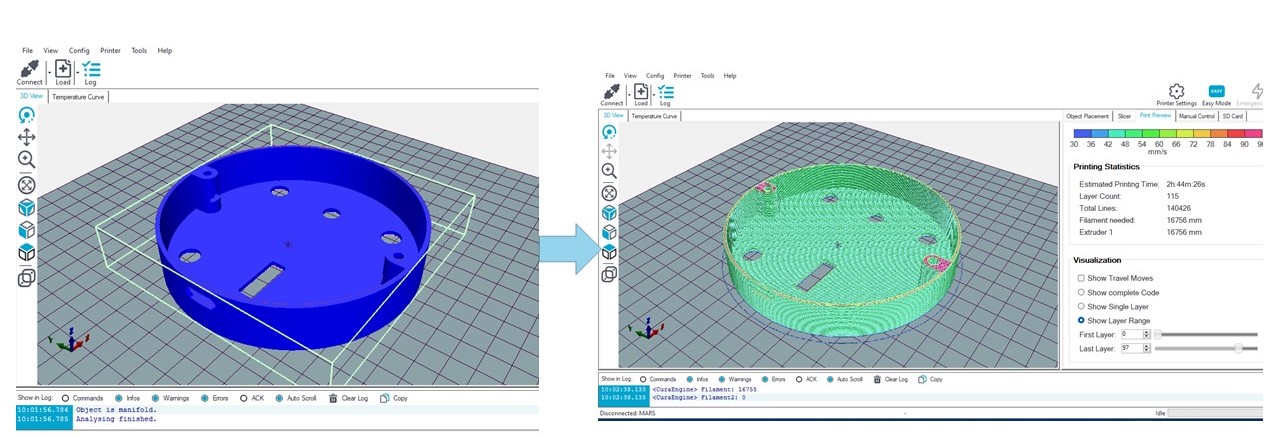 File View Config Printer Tools Help
Connect Load Log
3D View Temperature Curve
Show in Log: Commands Infos Warnings Errors ACK Auto Scroll Clear Log Copy
10:01:56.784 Object is manifold.
10:01:56.785 Analysing finished.
File View Config Printer Tools Help
Connect Load Log Printer Settings EASY Easy Mode
3D View Temperature Curve Object Placement Slicer Print Preview Manual Control SD Card
30 36 42 48 54 60 66 72 78 84 90
mm/s
Printing Statistics
Estimated Printing Time: 2h:44m:26s
Layer Count: 115
Total Lines: 140426
Filament needed: 16756 mm
Extruder 1 16756 mm
Visualization
Show Travel Moves
Show complete Code
Show Single Layer
Show Layer Range
First Layer: 0
Last Layer: 97
Show in Log: Commands Infos Warnings Errors ACK Auto Scroll Clear Log Copy
10:02:38.133 <CuraEngine> Filament: 16755
10:02:38.133 <CuraEngine> Filament2: 0
Disconnected: MARS - Idle